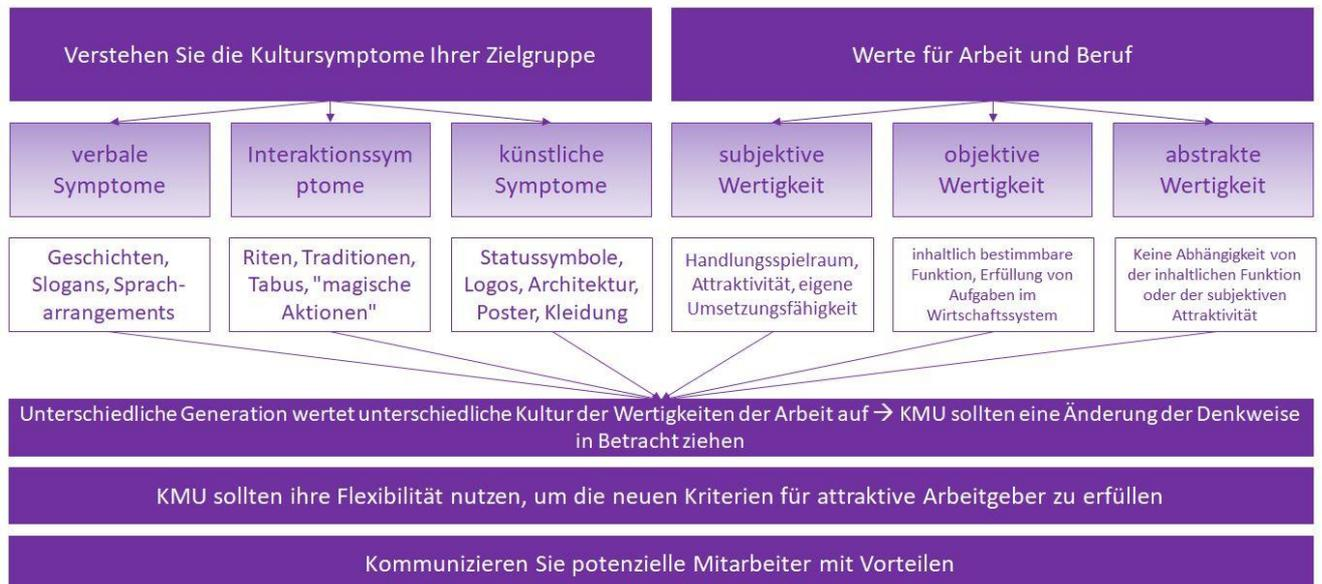 Verstehen Sie die Kultursymptome Ihrer Zielgruppe
Werte für Arbeit und Beruf
verbale
Symptome
Interaktionssym
ptome
künstliche
Symptome
subjektive
Wertigkeit
objektive
Wertigkeit
abstrakte
Wertigkeit
Geschichten,
Slogans, Sprach-
arrangements
Riten, Traditionen,
Tabus, "magische
Aktionen"
Statussymbole,
Logos, Architektur,
Poster, Kleidung
Handlungsspielraum,
Attraktivität, eigene
Umsetzungsfähigkeit
inhaltlich bestimmbare
Funktion, Erfüllung von
Aufgaben im
Wirtschaftssystem
Keine Abhängigkeit von
der inhaltlichen Funktion
oder der subjektiven
Attraktivität
Unterschiedliche Generation wertet unterschiedliche Kultur der Wertigkeiten der Arbeit auf → KMU sollten eine Änderung der Denkweise
in Betracht ziehen
KMU sollten ihre Flexibilität nutzen, um die neuen Kriterien für attraktive Arbeitgeber zu erfüllen
Kommunizieren Sie potenzielle Mitarbeiter mit Vorteilen